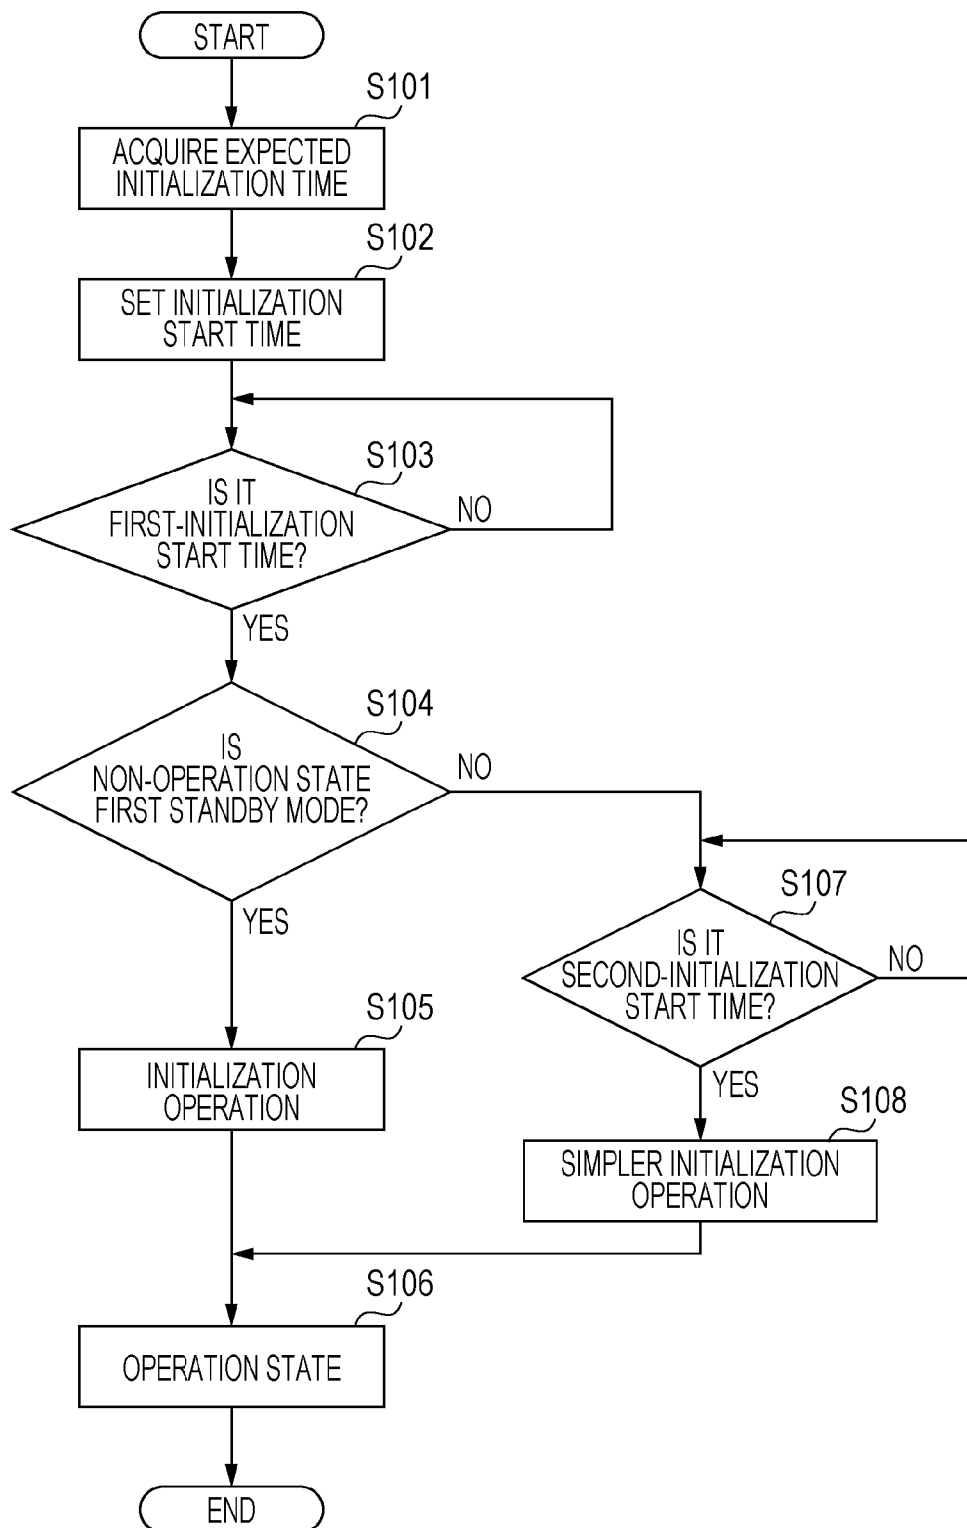 START
S101
ACQUIRE EXPECTED
INITIALIZATION TIME
S102
SET INITIALIZATION
START TIME
S103
IS IT
FIRST-INITIALIZATION
START TIME?
NO
YES
S104
IS
NON-OPERATION STATE
FIRST STANDBY MODE?
NO
YES
S107
IS IT
SECOND-INITIALIZATION
START TIME?
NO
YES
S105
INITIALIZATION
OPERATION
S108
SIMPLER INITIALIZATION
OPERATION
S106
OPERATION STATE
END